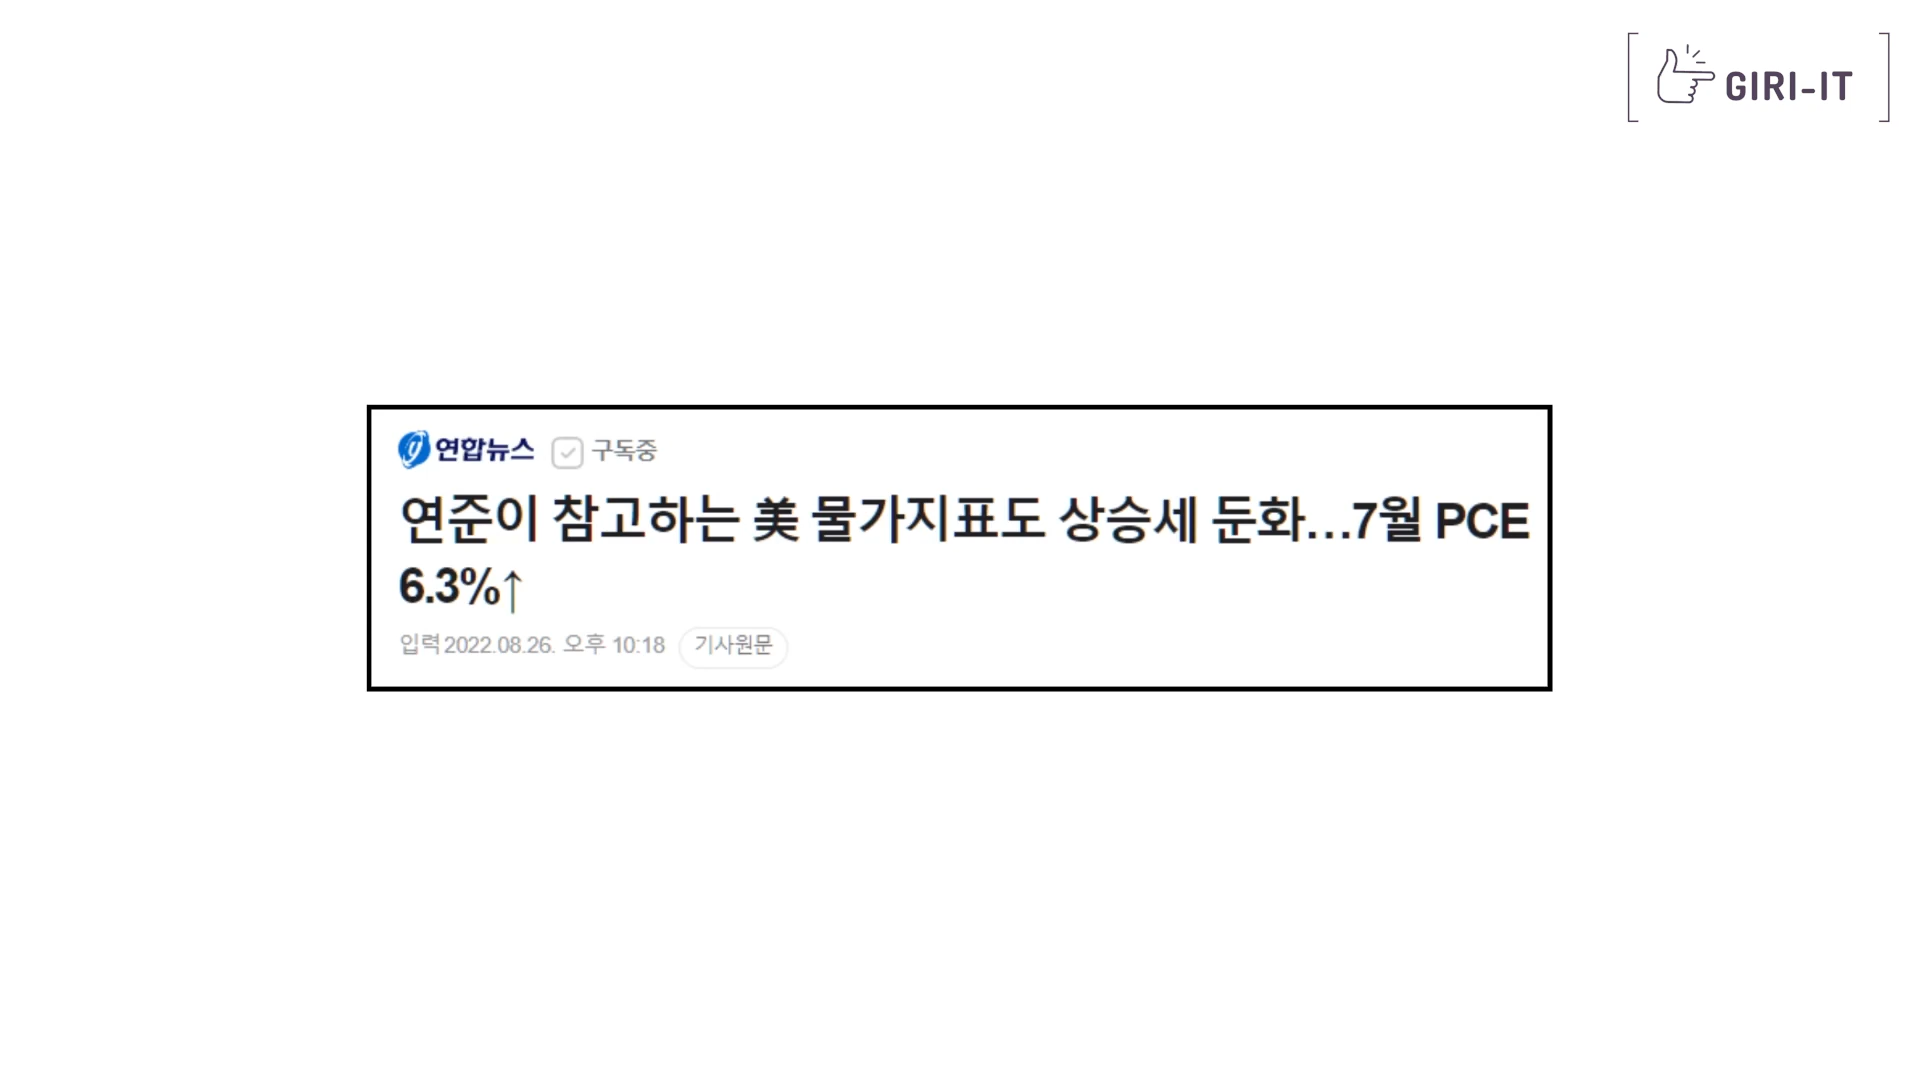 GIRI-IT
연합뉴스 구독중
연준이 참고하는 美 물가지표도 상승세 둔화...7월 PCE
6.3%↑
입력 2022.08.26. 오후 10:18 기사원문